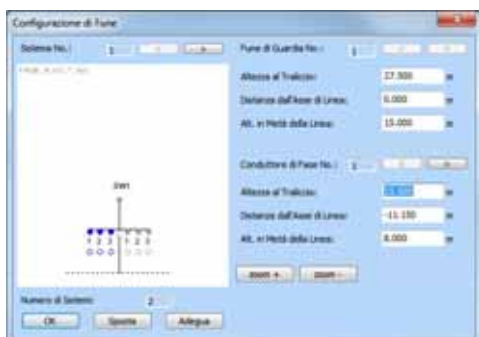 Configurazione di Fune
Sistema No.: 1
Fune di Guardia No.: 1
Altezza al Traliccio: 27.500 m
Distanza dall'Asse di Linea: 0.000 m
Alt. in Metà della Linea: 15.000 m
Conduttore di Fase No.: 1
Altezza al Traliccio: m
Distanza dall'Asse di Linea: -11.150 m
Alt. in Metà della Linea: 8.000 m
1 2 3 1 2 3
zoom + zoom -
Numero di Sistemi: 2
OK Sposta Adegua